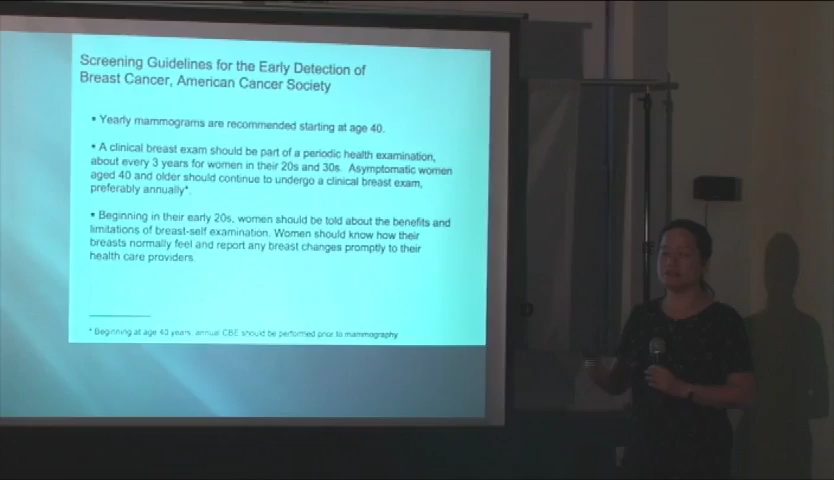 Screening Guidelines for the Early Detection of
Breast Cancer, American Cancer Society
▪ Yearly mammograms are recommended starting at age 40.
▪ A clinical breast exam should be part of a periodic health examination,
about every 3 years for women in their 20s and 30s. Asymptomatic women
aged 40 and older should continue to undergo a clinical breast exam,
preferably annually*.
▪ Beginning in their early 20s, women should be told about the benefits and
limitations of breast-self examination. Women should know how their
breasts normally feel and report any breast changes promptly to their
health care providers.
* Beginning at age 40 years, annual CBE should be performed prior to mammography